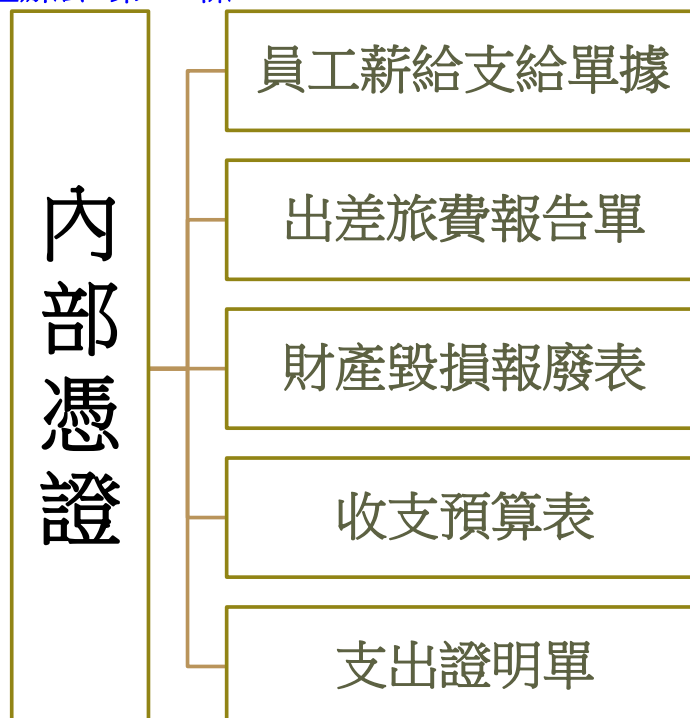 內部憑證
員工薪給支給單據
出差旅費報告單
財產毀損報廢表
收支預算表
支出證明單